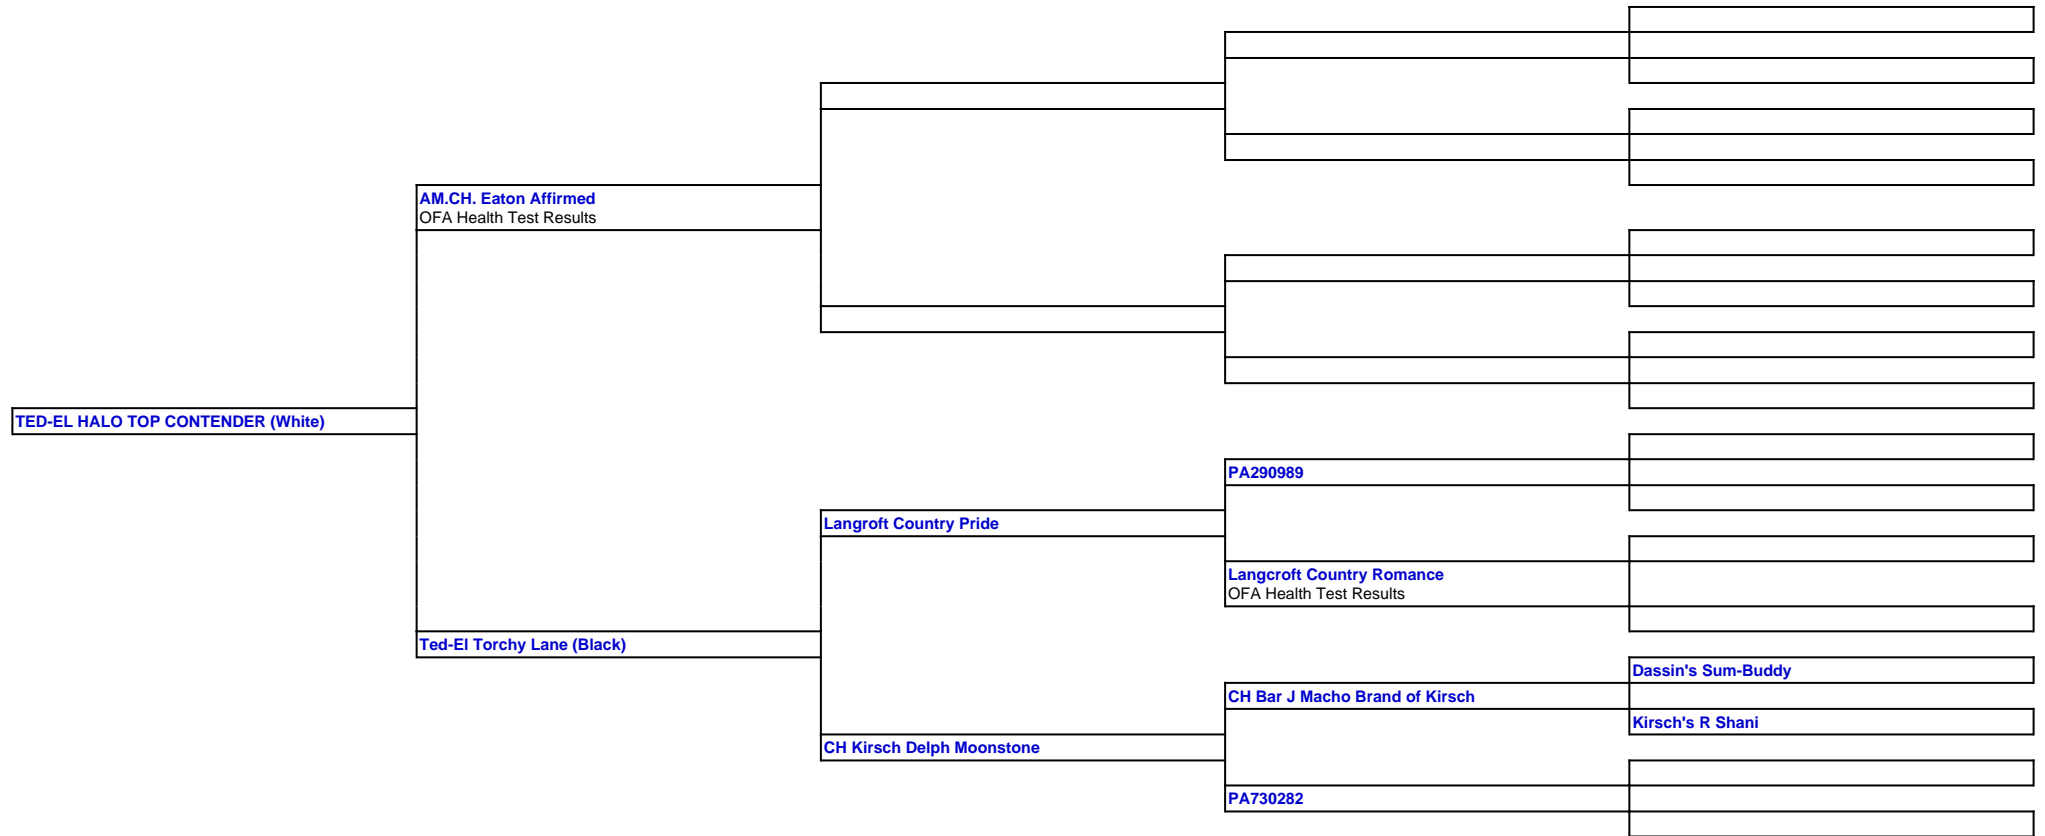 AM.CH. Eaton Affirmed
OFA Health Test Results
TED-EL HALO TOP CONTENDER (White)
PA290989
Langroft Country Pride
Langcroft Country Romance
OFA Health Test Results
Ted-El Torchy Lane (Black)
Dassin's Sum-Buddy
CH Bar J Macho Brand of Kirsch
Kirsch's R Shani
CH Kirsch Delph Moonstone
PA730282